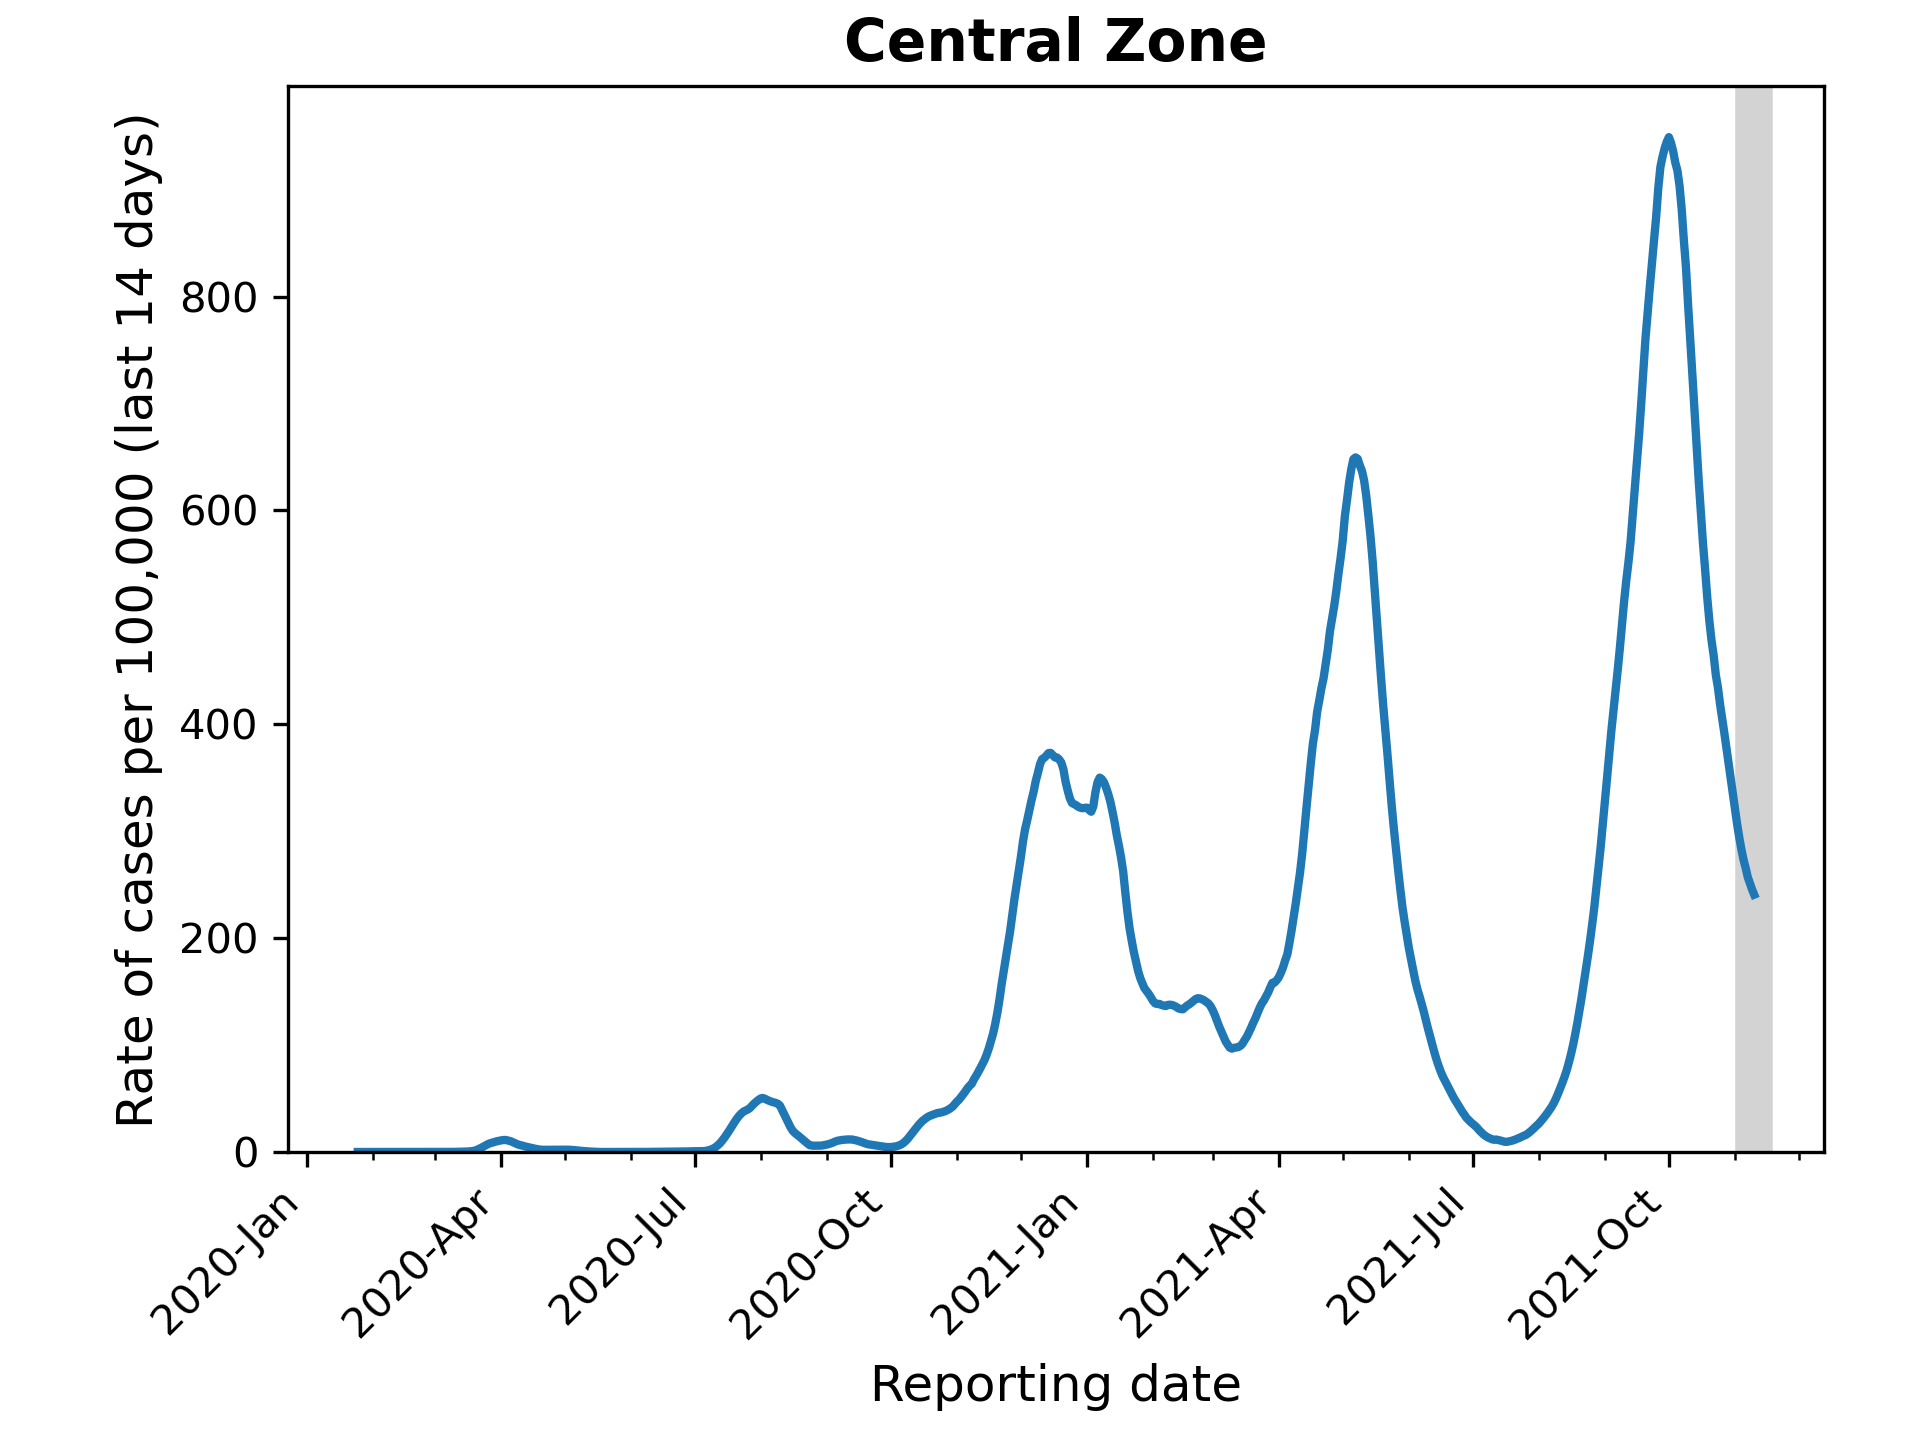 Central Zone
Rate of cases per 100,000 (last 14 days)
800
600
400
200
0
2020-Jan
2020-Apr
2020-Jul
2020-Oct
2021-Jan
2021-Apr
2021-Jul
2021-Oct
Reporting date